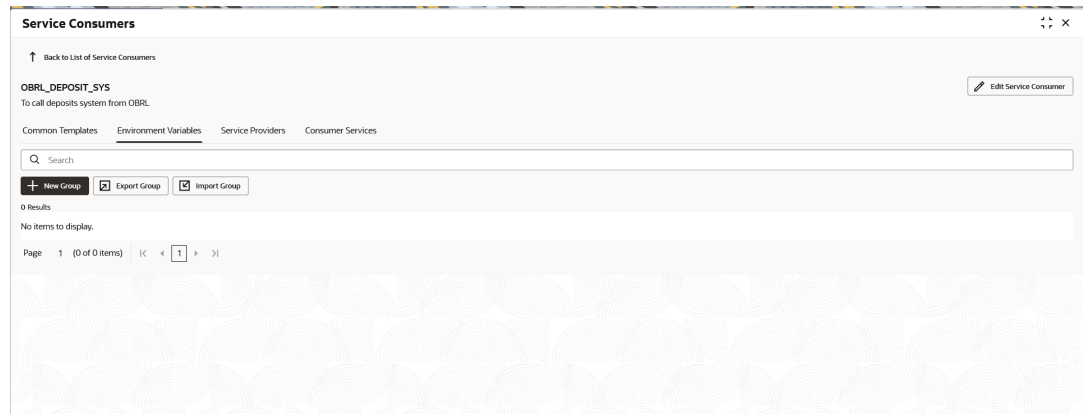 Service Consumers
Back to List of Service Consumers
OBRL_DEPOSIT_SYS
Edit Service Consumer
To call deposits system from OBRL
Common Templates Environment Variables Service Providers Consumer Services
Search
New Group Export Group Import Group
0 Results
No items to display.
Page 1 (0 of 0 items) 1